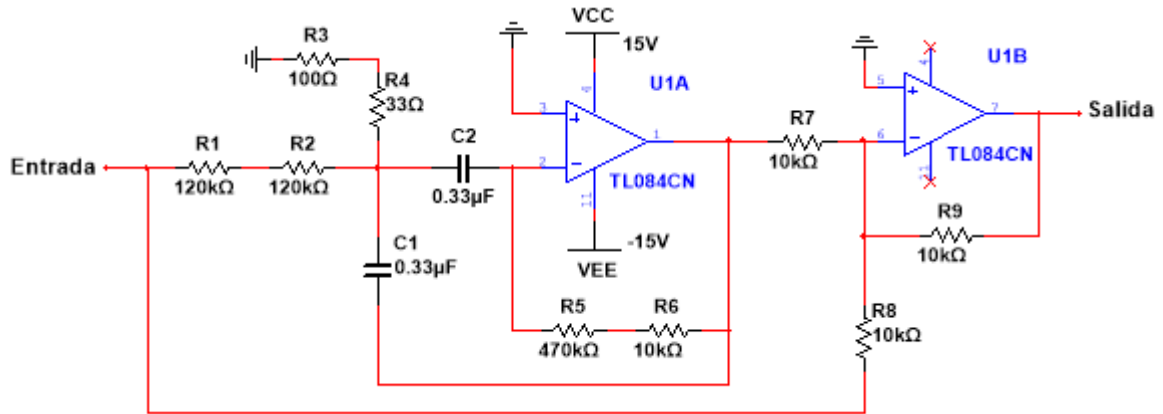 VCC
15V
R3
100Ω
R4
33Ω
U1A
U1B
4
3
2
1
11
TL084CN
R7
10kΩ
4
5
6
7
11
TL084CN
Salida
Entrada
R1
120kΩ
R2
120kΩ
C2
0.33µF
C1
0.33µF
-15V
VEE
R9
10kΩ
R5
470kΩ
R6
10kΩ
R8
10kΩ